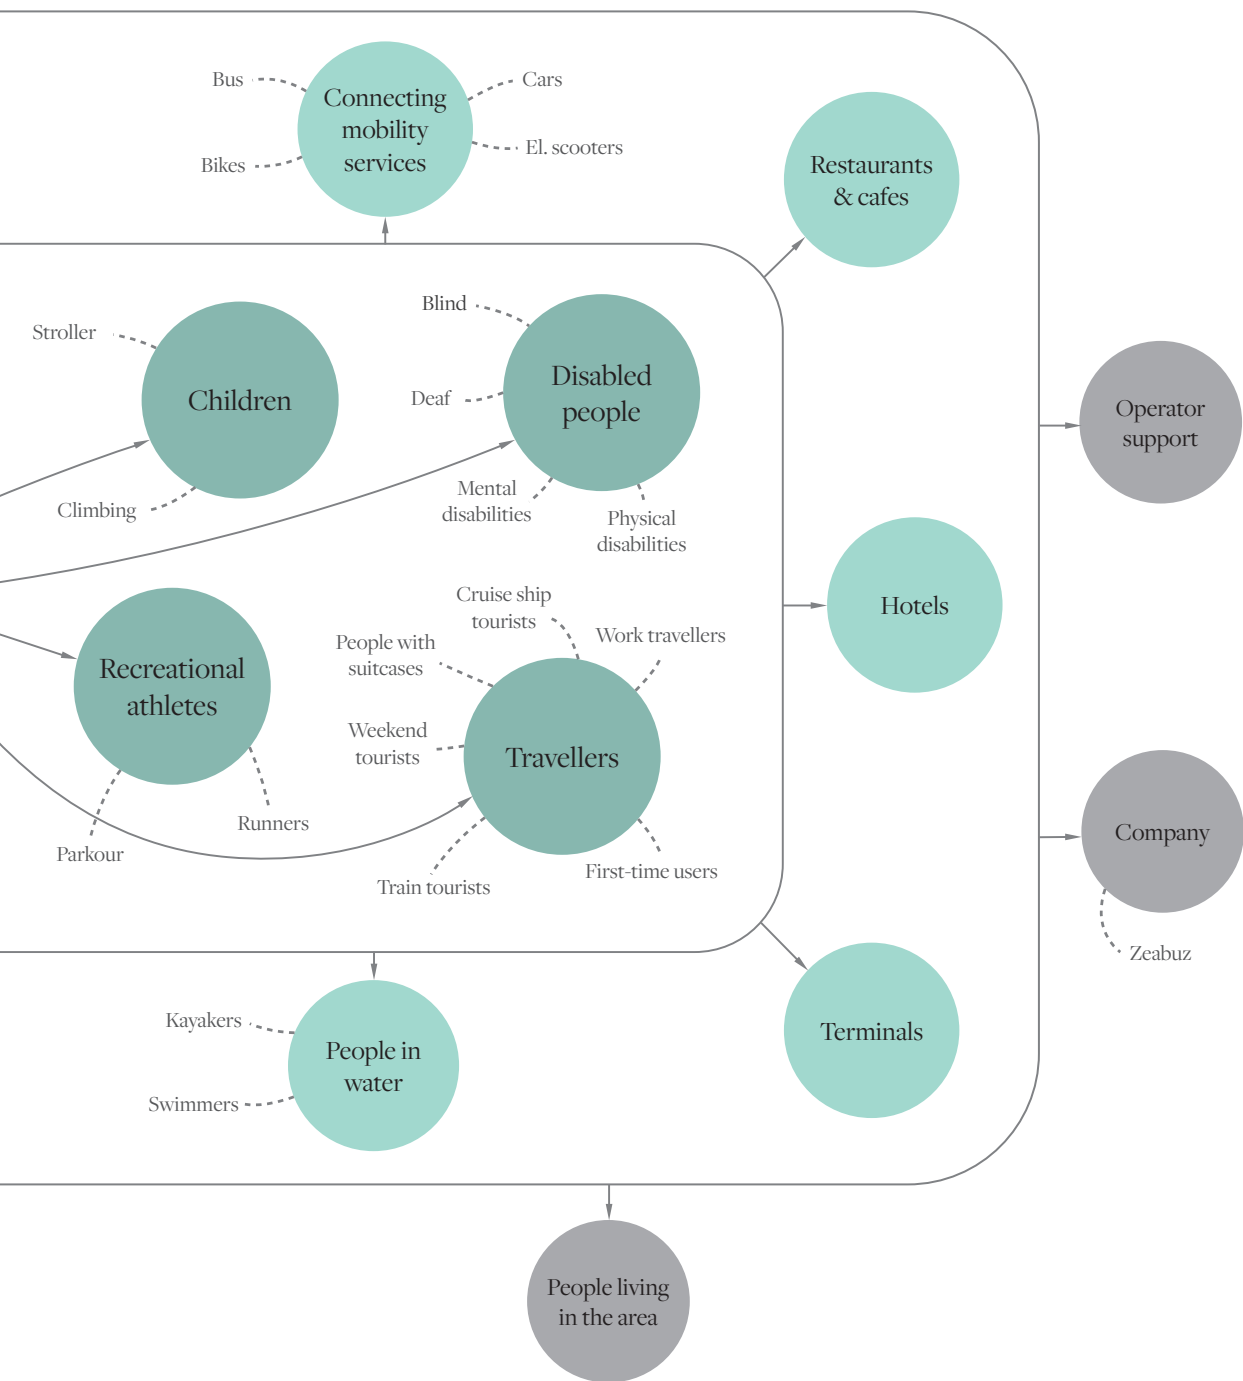 Bus
Cars
Connecting
mobility
services
Bikes
El. scooters
Restaurants
& cafes
Stroller
Children
Climbing
Blind
Deaf
Disabled
people
Mental
disabilities
Physical
disabilities
Operator
support
Hotels
Recreational
athletes
Parkour
Runners
Cruise ship
tourists
Work travellers
People with
suitcases
Weekend
tourists
Travellers
Train tourists
First-time users
Company
Zeabuz
Kayakers
Swimmers
People in
water
Terminals
People living
in the area